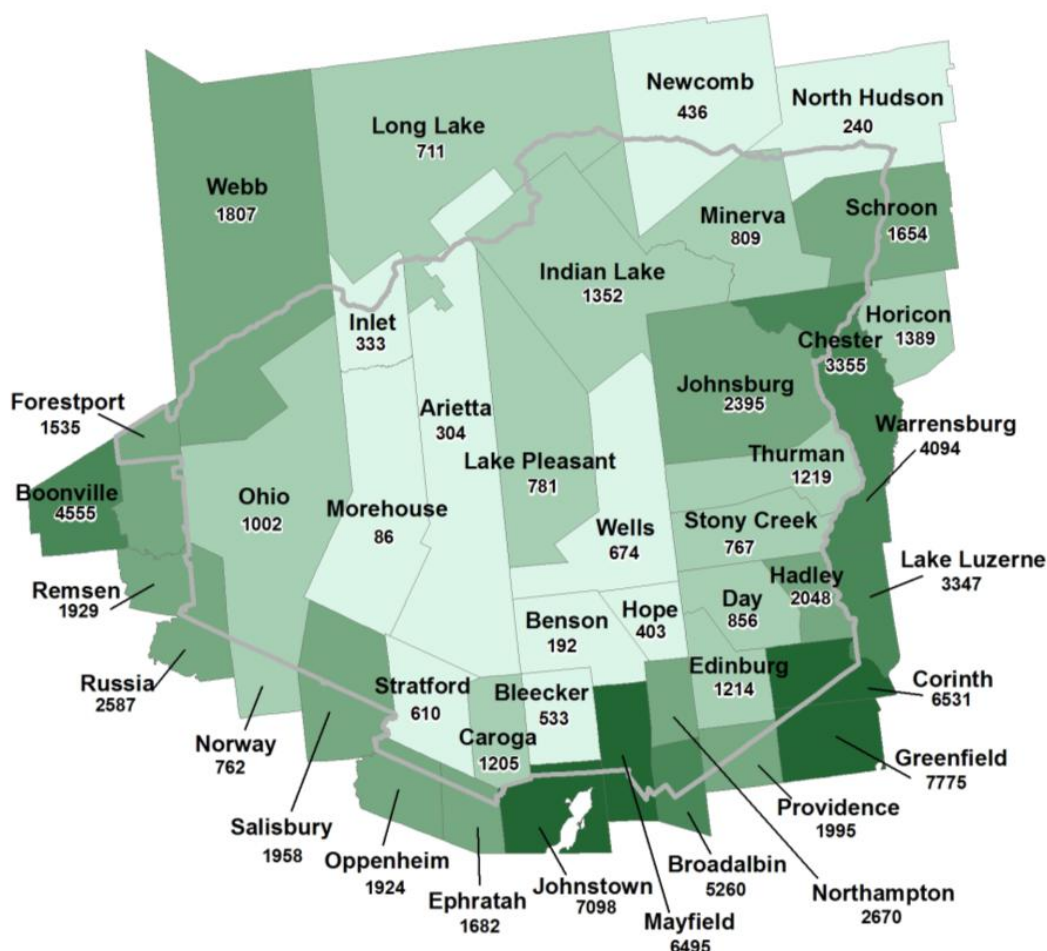 Newcomb
436
North Hudson
240
Long Lake
711
Webb
1807
Minerva
809
Schroon
1654
Indian Lake
1352
Inlet
333
Horicon
1389
Chester
3355
Johnsburg
2395
Forestport
1535
Arietta
304
Warrensburg
4094
Thurman
1219
Lake Pleasant
781
Boonville
4555
Ohio
1002
Morehouse
86
Wells
674
Stony Creek
767
Lake Luzerne
3347
Remsen
1929
Hadley
2048
Day
856
Hope
403
Benson
192
Russia
2587
Stratford
610
Bleecker
533
Edinburg
1214
Corinth
6531
Norway
762
Caroga
1205
Greenfield
7775
Salisbury
1958
Providence
1995
Oppenheim
1924
Broadalbin
5260
Ephratah
1682
Johnstown
7098
Northampton
2670
Mayfield
6495